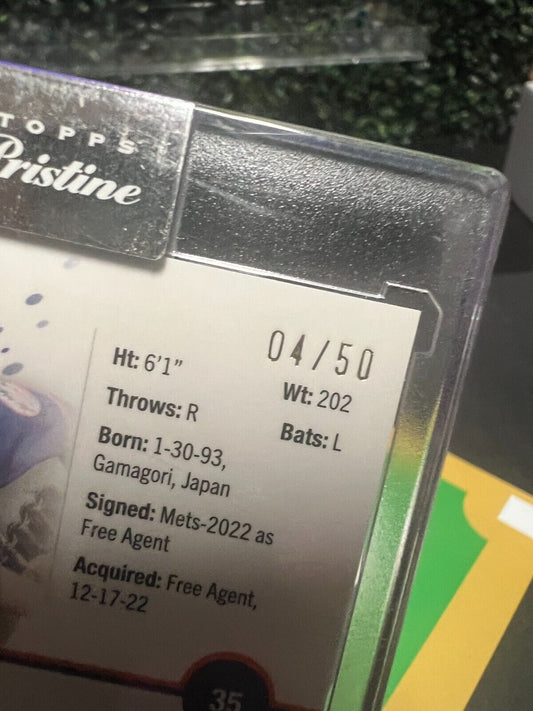 TOPPS
Pristine
04/50
Ht: 6'1" Wt: 202
Throws: R Bats: L
Born: 1-30-93,
Gamagori, Japan
Signed: Mets-2022 as
Free Agent
Acquired: Free Agent,
12-17-22
35